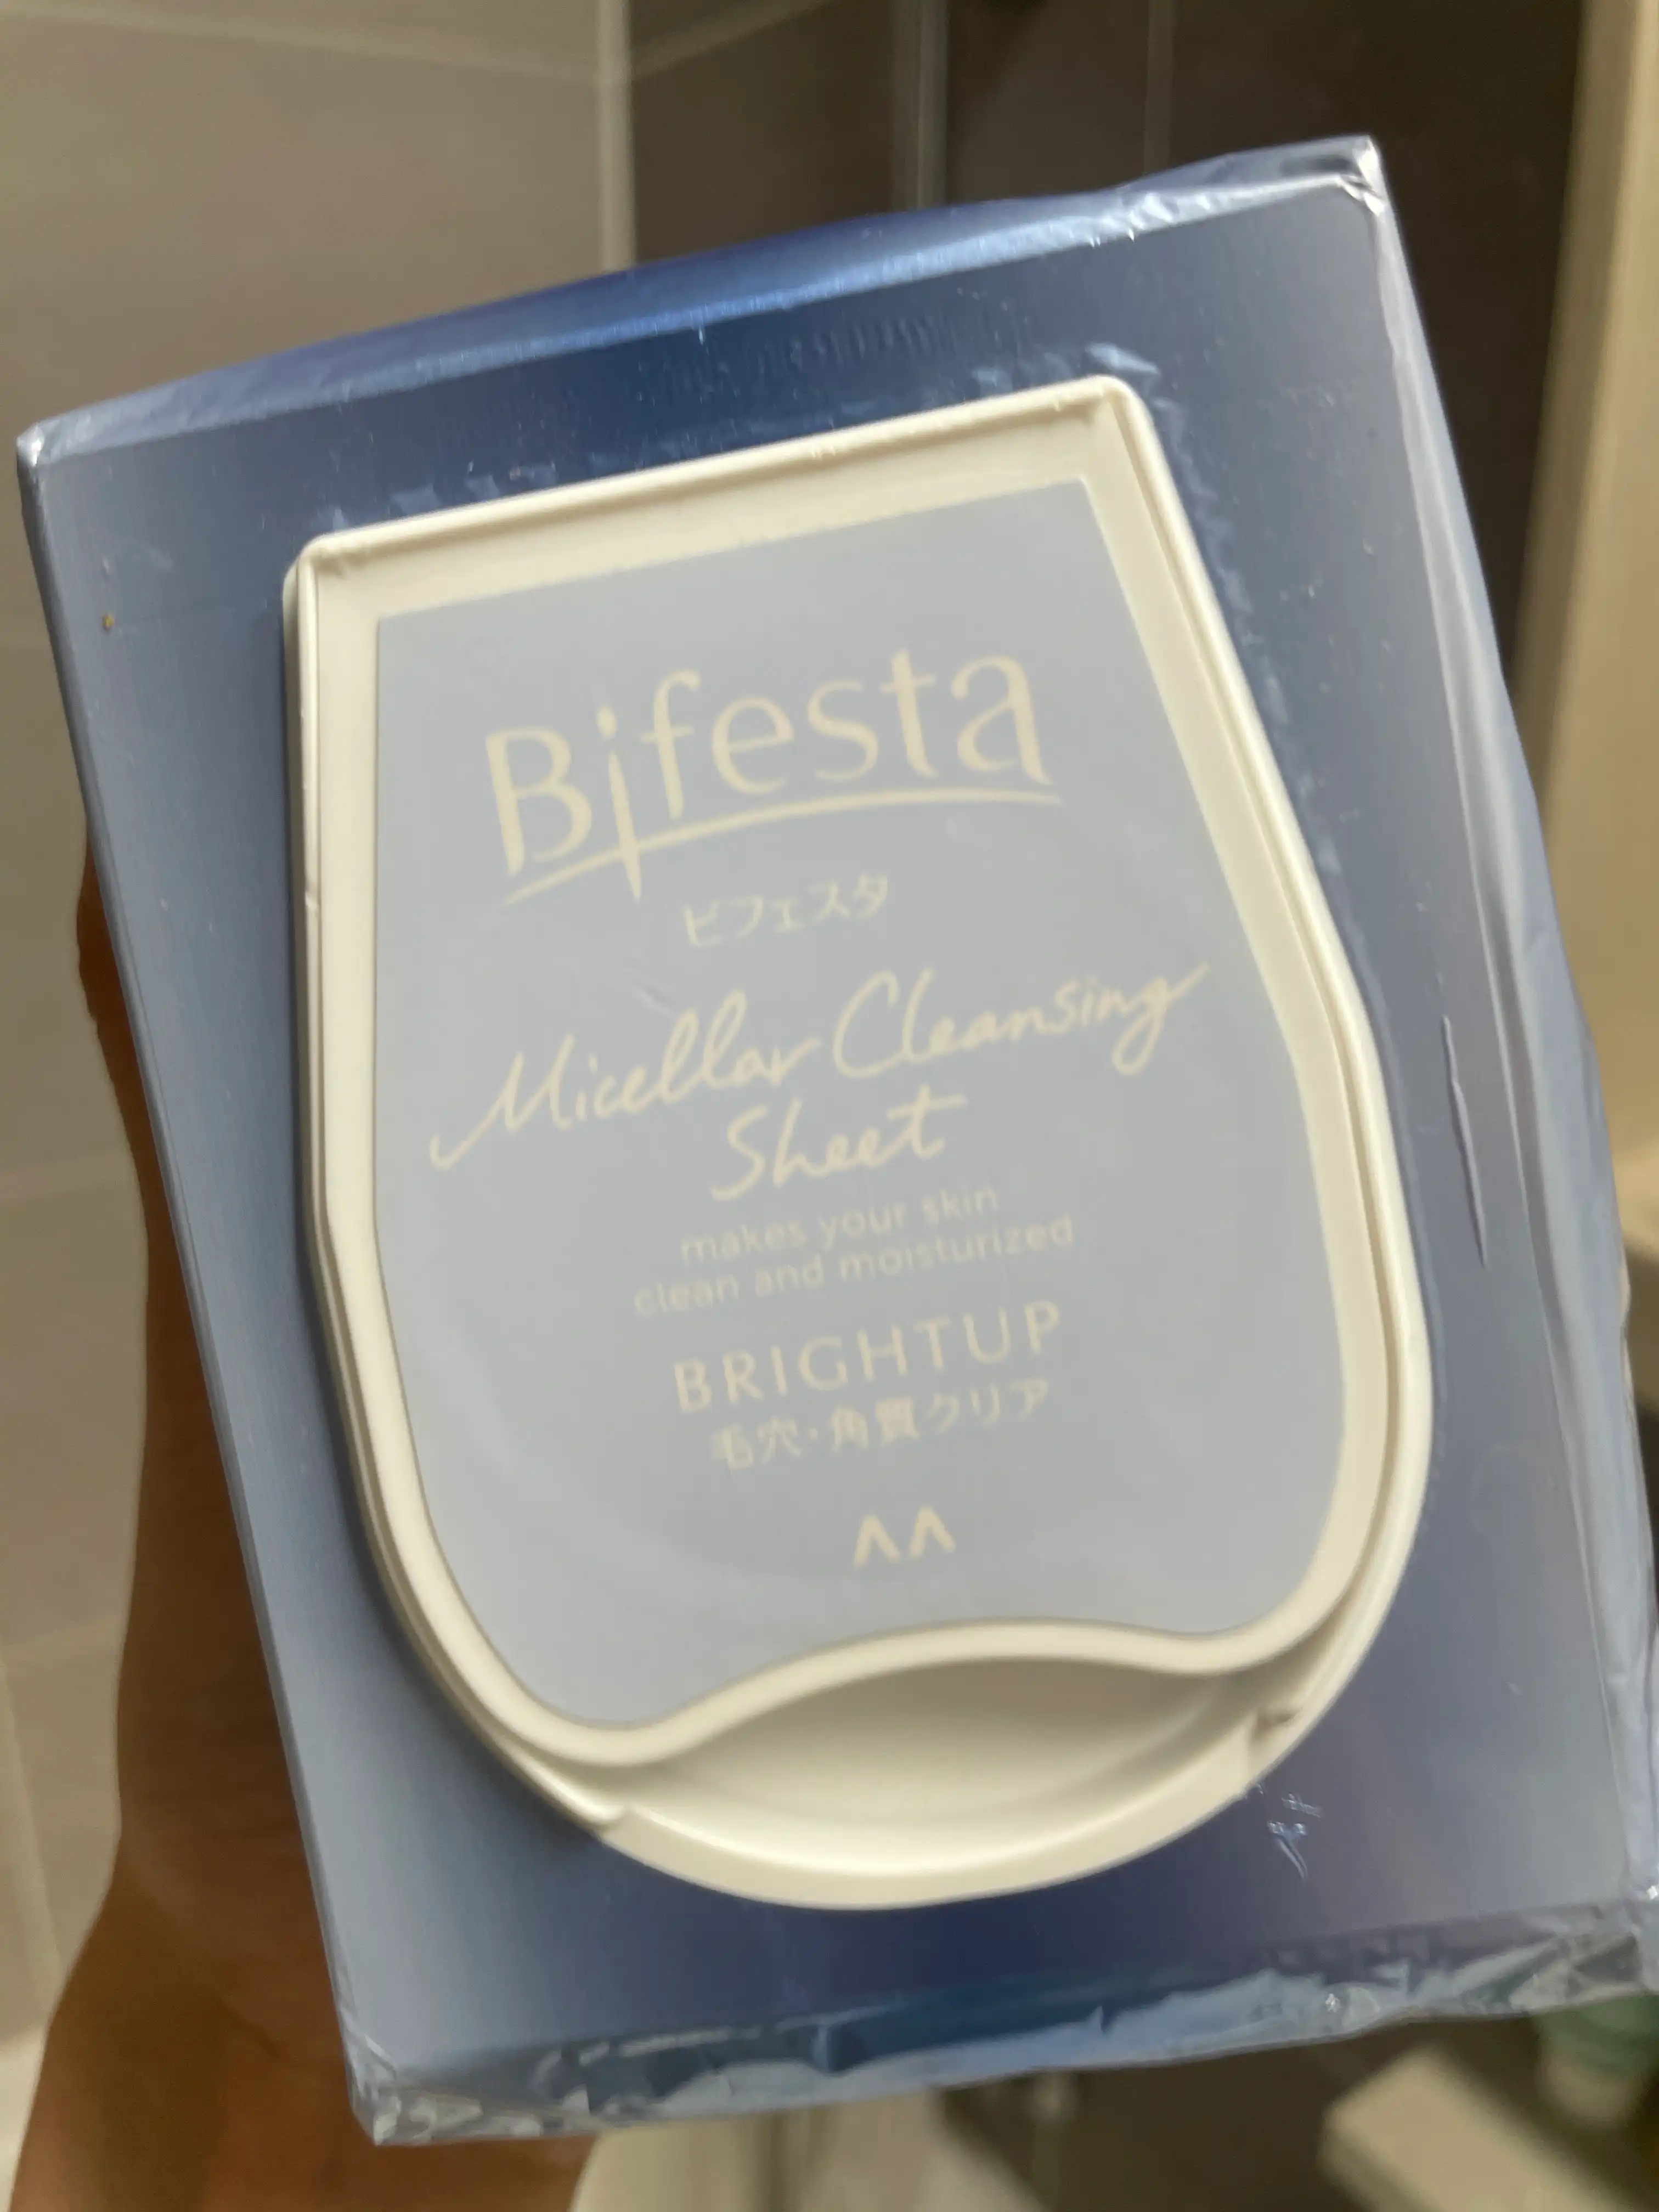 Bifesta
ビフェスタ
Micellar Cleansing
Sheet
makes your skin
clean and moisturized
BRIGHTUP
毛穴・角質クリア